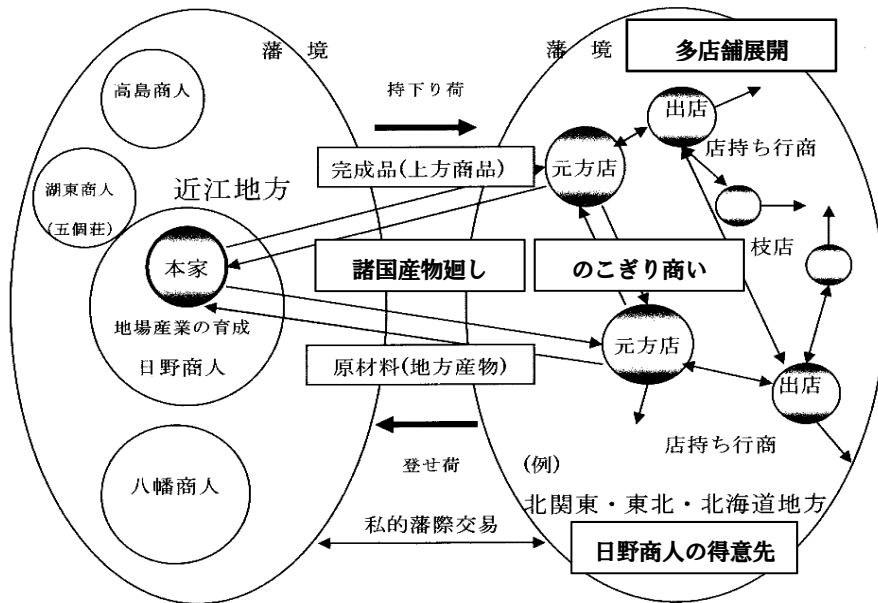 藩 境
藩 境
多店舗展開
高島商人
持下り荷
出店
店持ち行商
完成品(上方商品)
元方店
湖東商人
(五個荘)
近江地方
枝店
本家
諸国産物廻し
のこぎり商い
地場産業の育成
日野商人
原材料(地方産物)
元方店
出店
店持ち行商
登せ荷
(例)
八幡商人
北関東・東北・北海道地方
私的藩際交易
日野商人の得意先